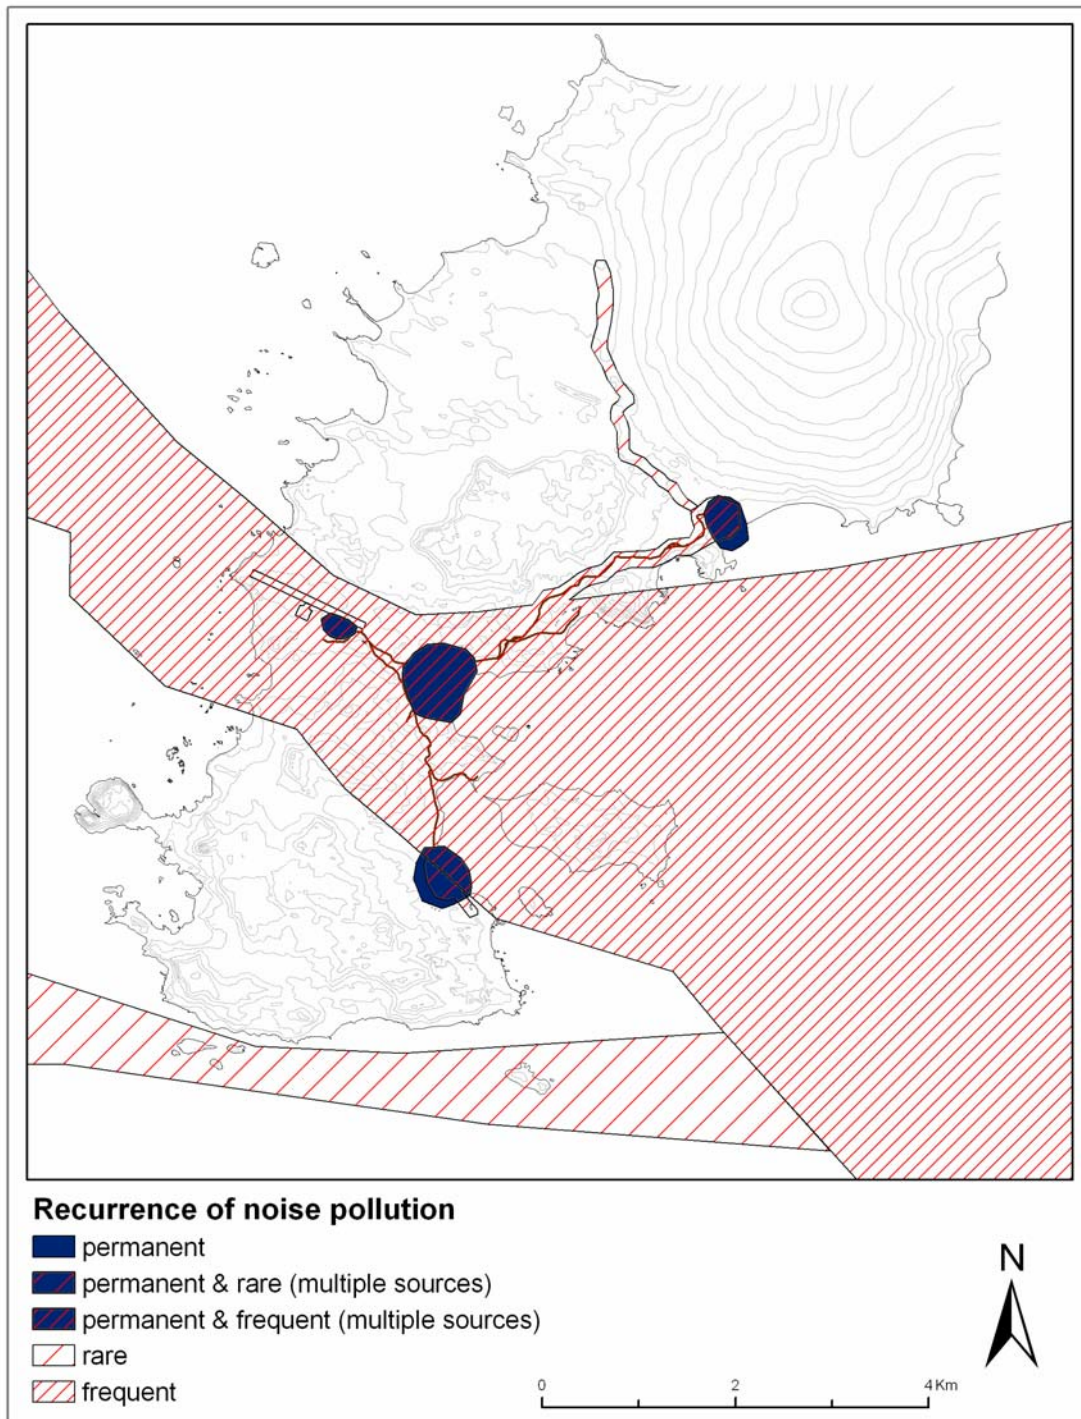 Recurrence of noise pollution
permanent
permanent & rare (multiple sources)
permanent & frequent (multiple sources)
rare
frequent
N
0 2 4 Km